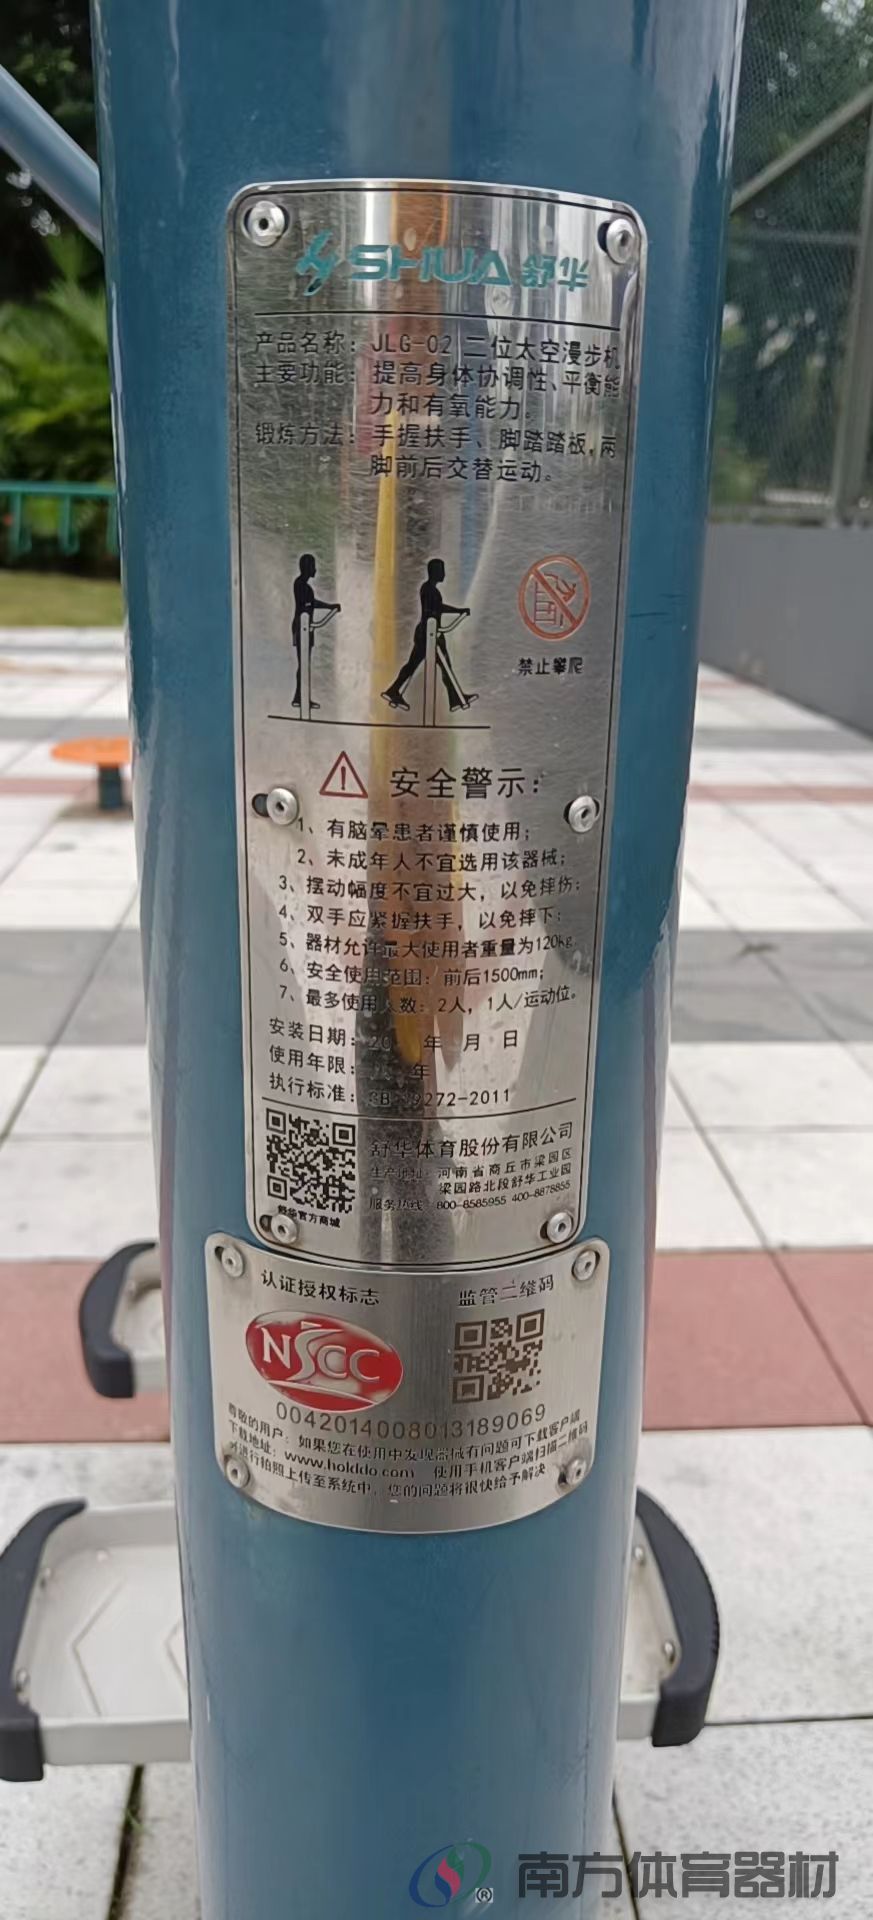 SHUA 舒华
产品名称：JLG-02 二位太空漫步机
主要功能：提高身体协调性、平衡能
力和有氧能力。
锻炼方法：手握扶手、脚踏踏板，两
脚前后交替运动。
禁止攀爬
安全警示：
1、有脑晕患者谨慎使用；
2、未成年人不宜选用该器械；
3、摆动幅度不宜过大，以免摔伤；
4、双手应紧握扶手，以免摔下；
5、器材允许最大使用者重量为120kg
6、安全使用范围：前后1500mm；
7、最多使用人数：2人，1人/运动位。
安装日期：20 年 月 日
使用年限： 年
执行标准：GB 19272-2011
舒华体育股份有限公司
生产地址：河南省商丘市梁园区
梁园路北段舒华工业园
服务热线：800-8585955 400-8878855
舒华官方商城
认证授权标志 监管二维码
NSCC
0042014008013189069
尊敬的用户：如果您在使用中发现器械有问题可下载客户端
下载地址：www.hokddo.com 使用手机客户端扫描二维码
并进行拍照上传至系统中，您的问题将很快给予解决
南方体育器材
®